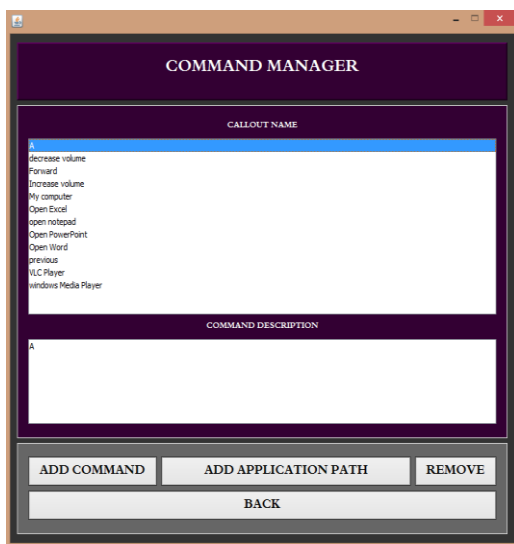 COMMAND MANAGER
CALLOUT NAME
A
decrease volume
Forward
Increase volume
My computer
Open Excel
open notepad
Open PowerPoint
Open Word
previous
VLC Player
windows Media Player
COMMAND DESCRIPTION
A
ADD COMMAND ADD APPLICATION PATH REMOVE
BACK